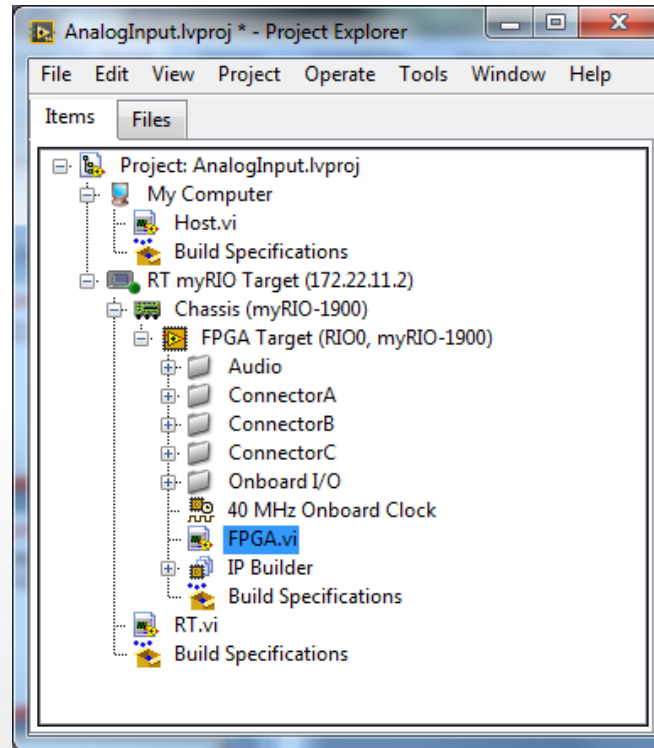 AnalogInput.lvproj * - Project Explorer
File Edit View Project Operate Tools Window Help
Items Files
Project: AnalogInput.lvproj
My Computer
Host.vi
Build Specifications
RT myRIO Target (172.22.11.2)
Chassis (myRIO-1900)
FPGA Target (RIO0, myRIO-1900)
Audio
ConnectorA
ConnectorB
ConnectorC
Onboard I/O
40 MHz Onboard Clock
FPGA.vi
IP Builder
Build Specifications
RT.vi
Build Specifications